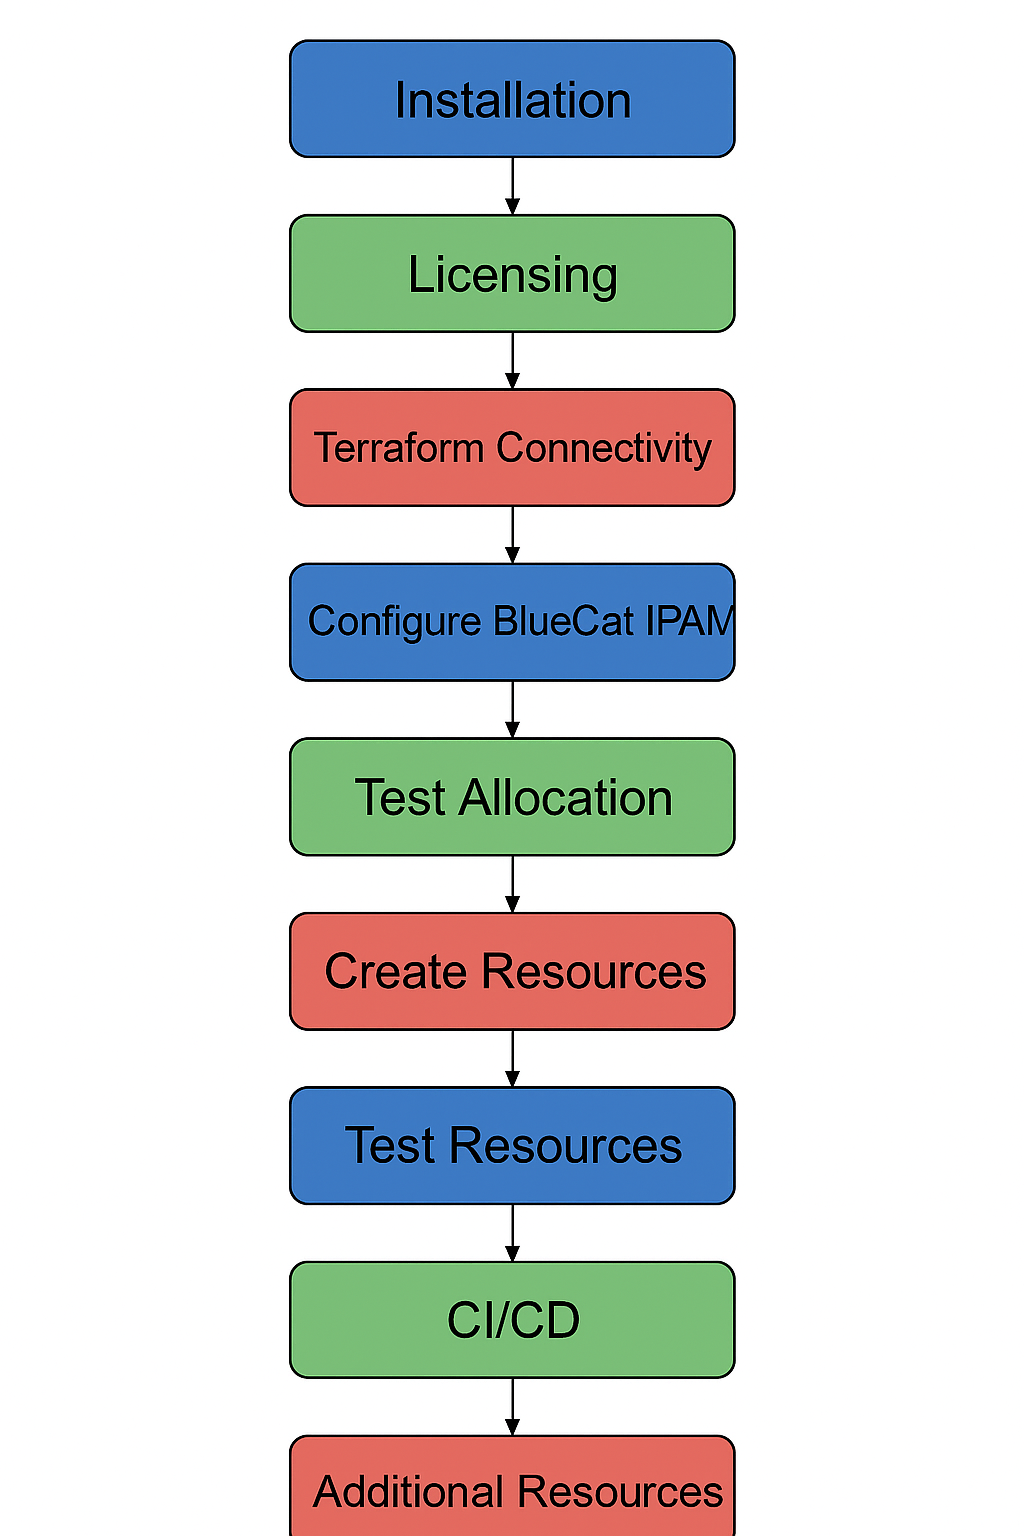 Installation
Licensing
Terraform Connectivity
Configure BlueCat IPAM
Test Allocation
Create Resources
Test Resources
CI/CD
Additional Resources